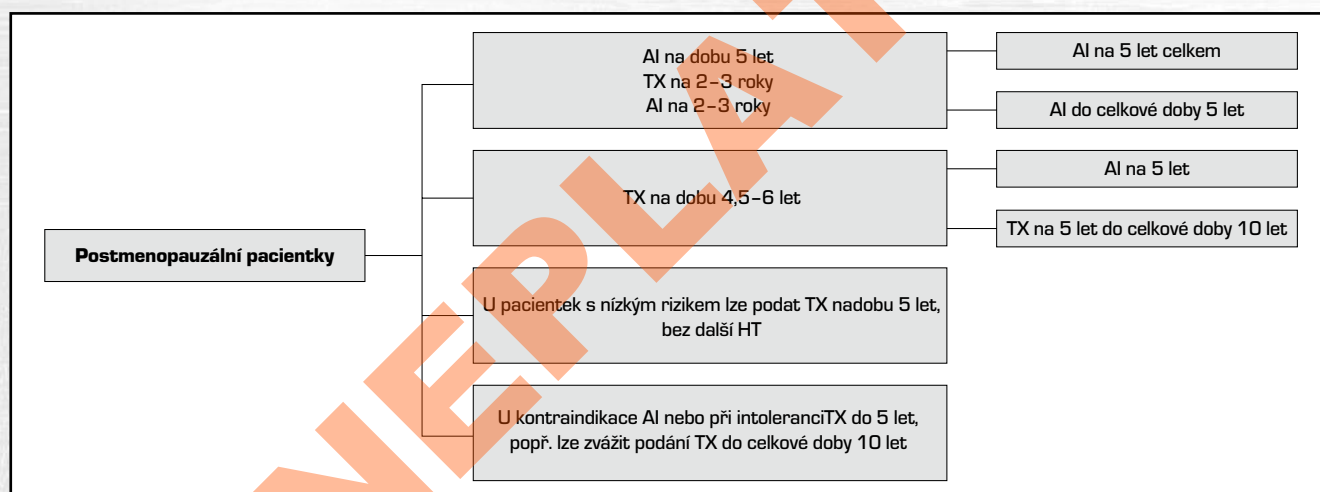 AI na dobu 5 let
TX na 2–3 roky
AI na 2–3 roky
AI na 5 let celkem
AI do celkové doby 5 let
TX na dobu 4,5–6 let
AI na 5 let
TX na 5 let do celkové doby 10 let
Postmenopauzální pacientky
U pacientek s nízkým rizikem lze podat TX nadobu 5 let,
bez další HT
U kontraindikace AI nebo při intoleranciTX do 5 let,
popř. lze zvážit podání TX do celkové doby 10 let
NEPLAT